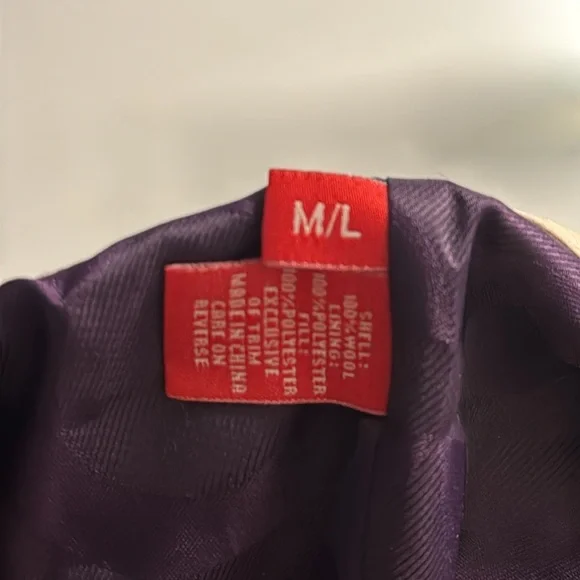 M/L
SHELL:
100%WOOL
LINING:
100%POLYESTER
FILL:
100%POLYESTER
EXCLUSIVE
OF TRIM
MADE IN CHINA
CARE ON
REVERSE